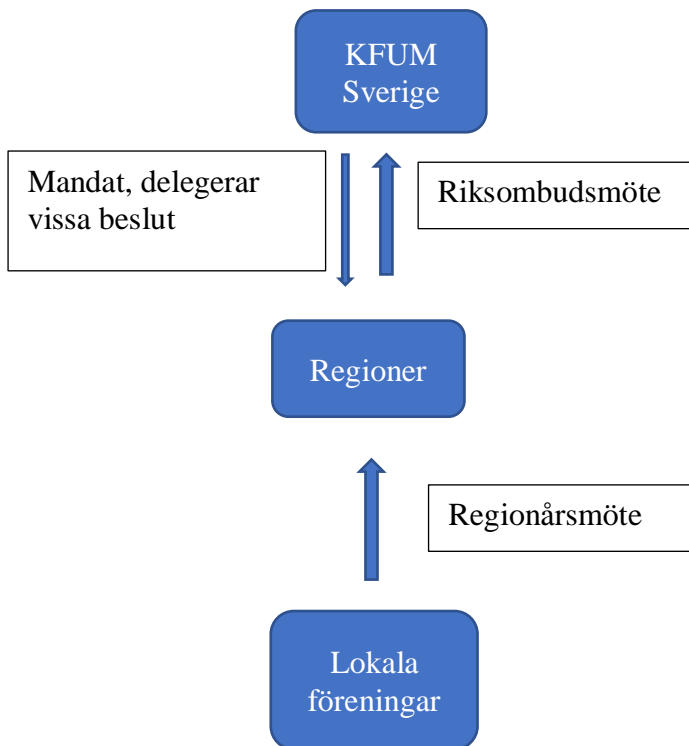 KFUM
Sverige
Mandat, delegerar
vissa beslut
Riksombudsmöte
Regioner
Regionårsmöte
Lokala
föreningar